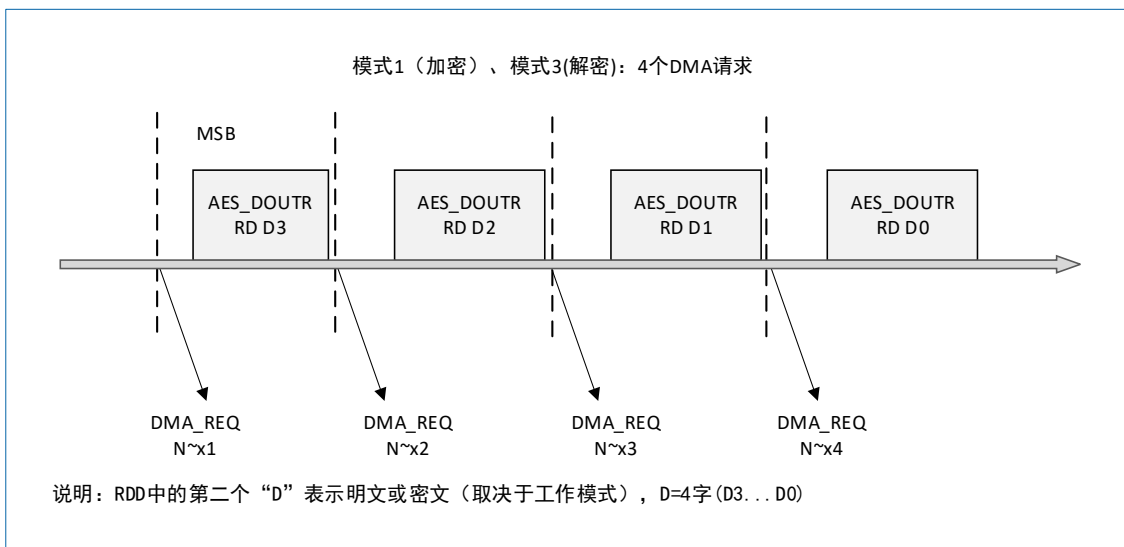 模式1（加密）、模式3(解密)：4个DMA请求
MSB
AES_DOUTR
RD D3
AES_DOUTR
RD D2
AES_DOUTR
RD D1
AES_DOUTR
RD D0
DMA_REQ
N~x1
DMA_REQ
N~x2
DMA_REQ
N~x3
DMA_REQ
N~x4
说明：RDD中的第二个“D”表示明文或密文（取决于工作模式），D=4字(D3...D0)